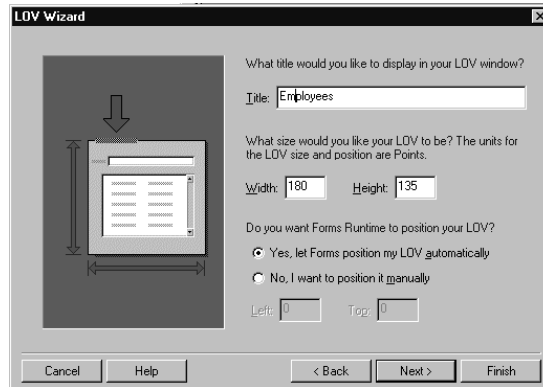 LOV Wizard
What title would you like to display in your LOV window?
Title: Employees
What size would you like your LOV to be? The units for
the LOV size and position are Points.
Width: 180 Height: 135
Do you want Forms Runtime to position your LOV?
Yes, let Forms position my LOV automatically
No, I want to position it manually
Left: 0 Top: 0
Cancel Help < Back Next > Finish